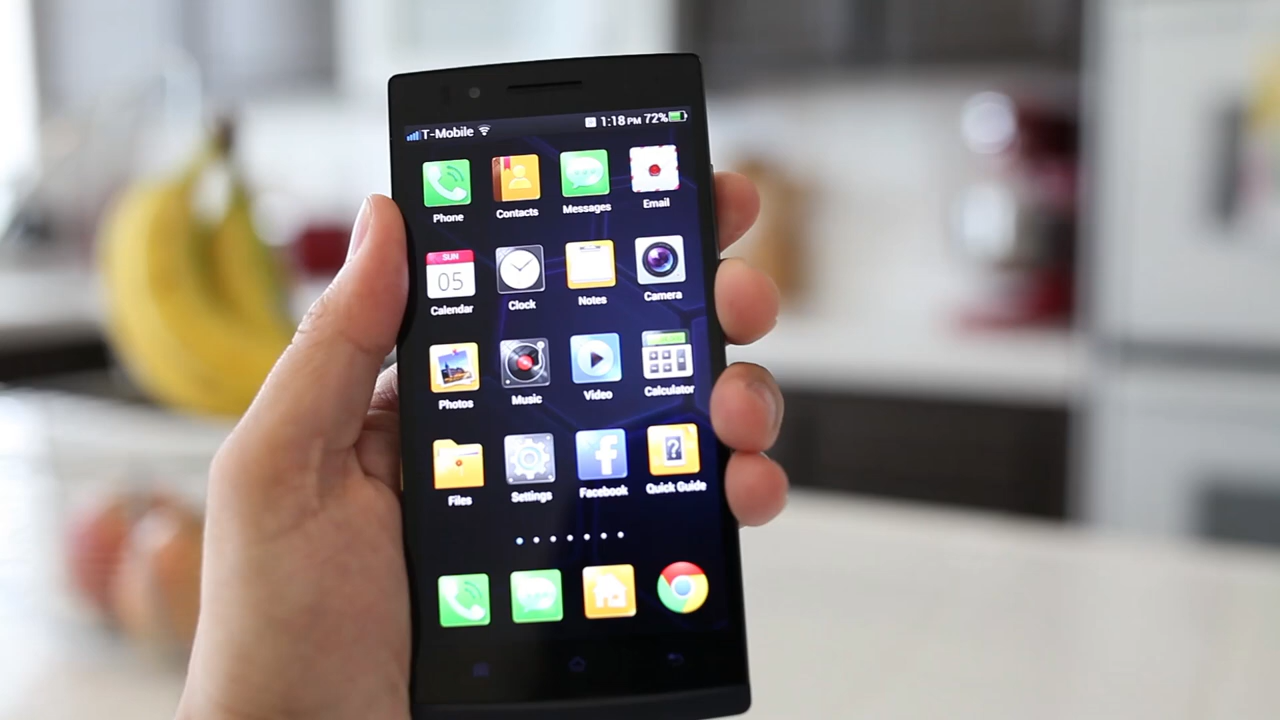 T-Mobile 1:18 PM 72%
Phone Contacts Messages Email
SUN
05
Calendar Clock Notes Camera
Photos Music Video Calculator
?
f
Files Settings Facebook Quick Guide